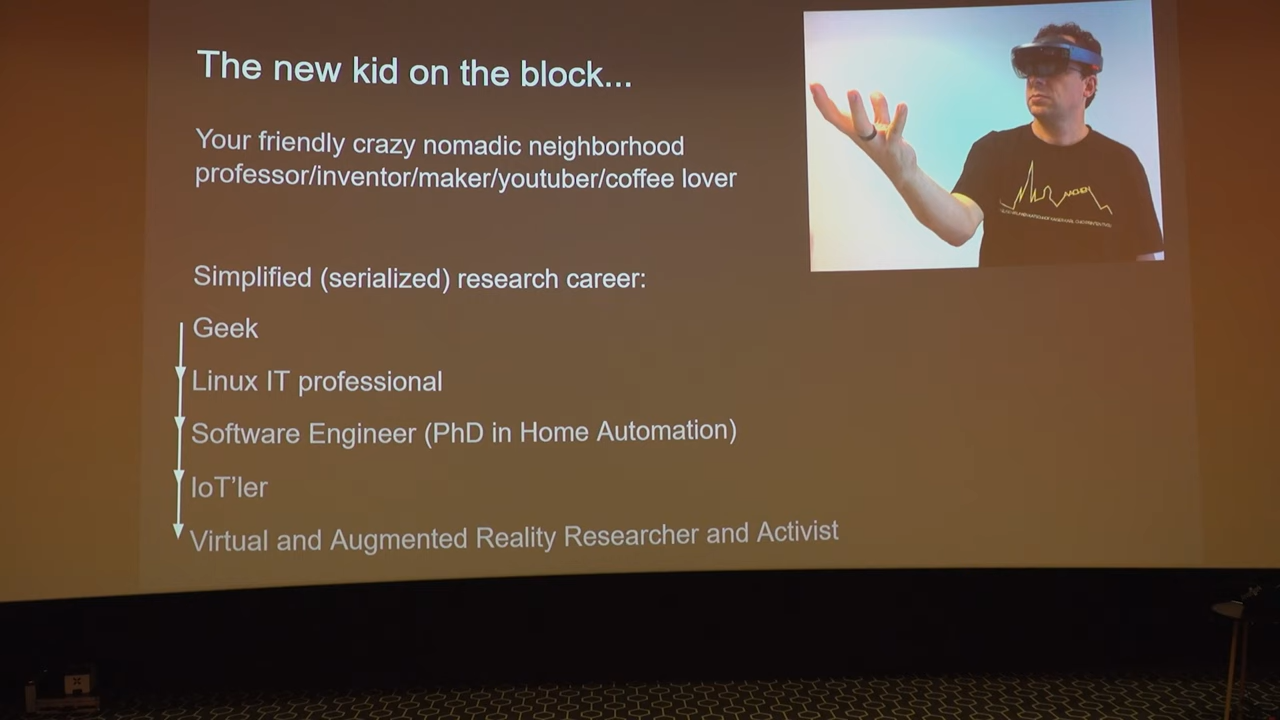 The new kid on the block...
Your friendly crazy nomadic neighborhood
professor/inventor/maker/youtuber/coffee lover
Simplified (serialized) research career:
Geek
Linux IT professional
Software Engineer (PhD in Home Automation)
IoT'ler
Virtual and Augmented Reality Researcher and Activist